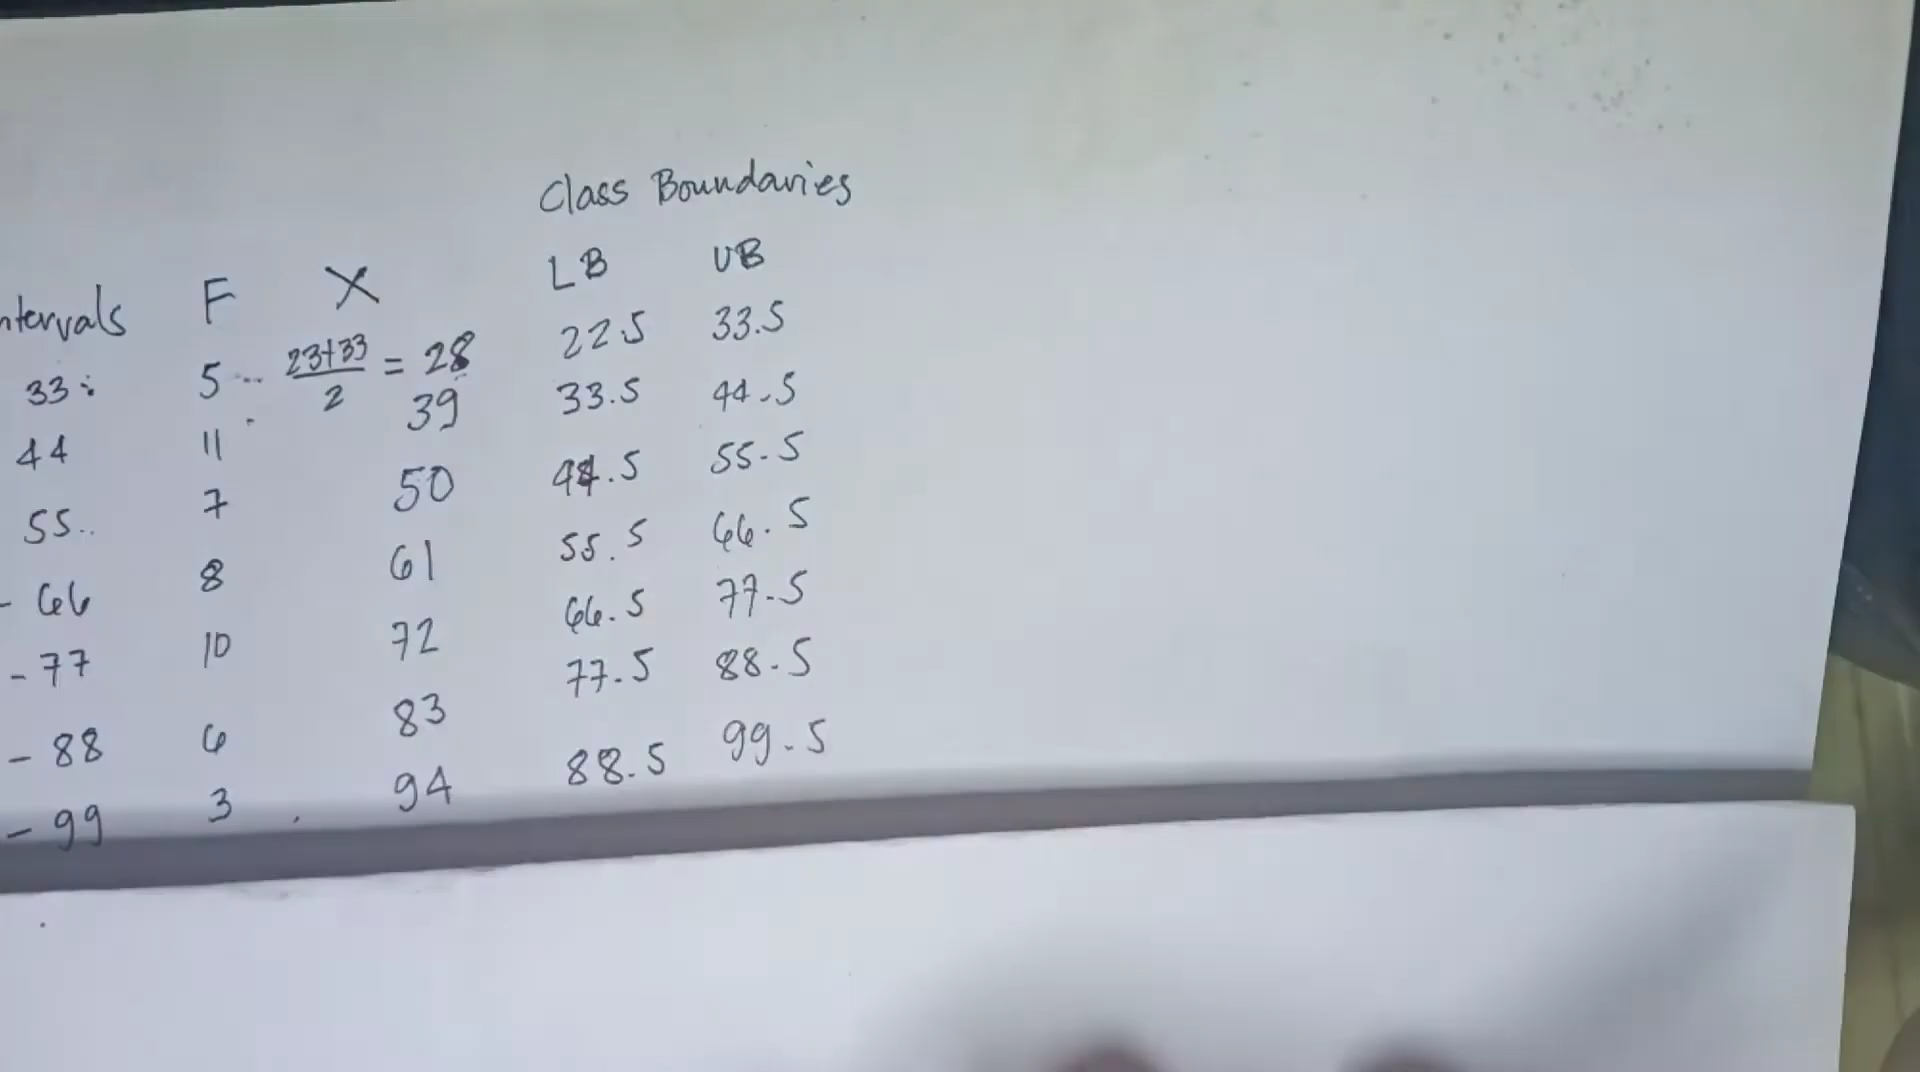 Class Boundaries
ntervals F X LB UB
33 5 23+33/2 = 28 22.5 33.5
44 11 39 33.5 44.5
55 7 50 44.5 55.5
- 66 8 61 55.5 66.5
- 77 10 72 66.5 77.5
- 88 6 83 77.5 88.5
- 99 3 94 88.5 99.5